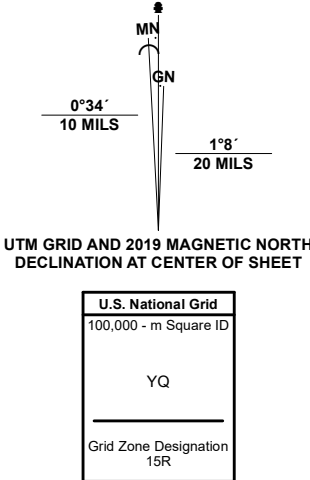 MN
GN
0°34´
10 MILS
1°8´
20 MILS
UTM GRID AND 2019 MAGNETIC NORTH
DECLINATION AT CENTER OF SHEET
U.S. National Grid
100,000 - m Square ID
YQ
Grid Zone Designation
15R